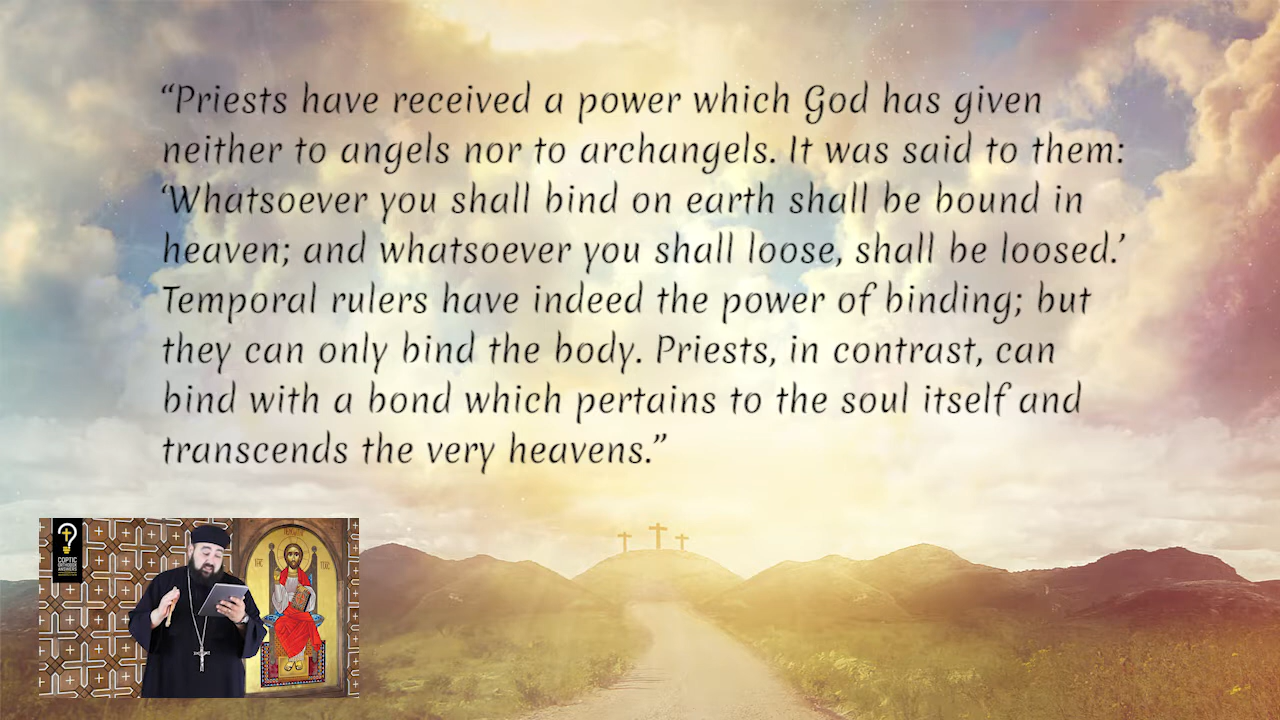 “Priests have received a power which God has given
neither to angels nor to archangels. It was said to them:
‘Whatsoever you shall bind on earth shall be bound in
heaven; and whatsoever you shall loose, shall be loosed.’
Temporal rulers have indeed the power of binding; but
they can only bind the body. Priests, in contrast, can
bind with a bond which pertains to the soul itself and
transcends the very heavens.”
COPTIC
ORTHODOX
ANSWERS